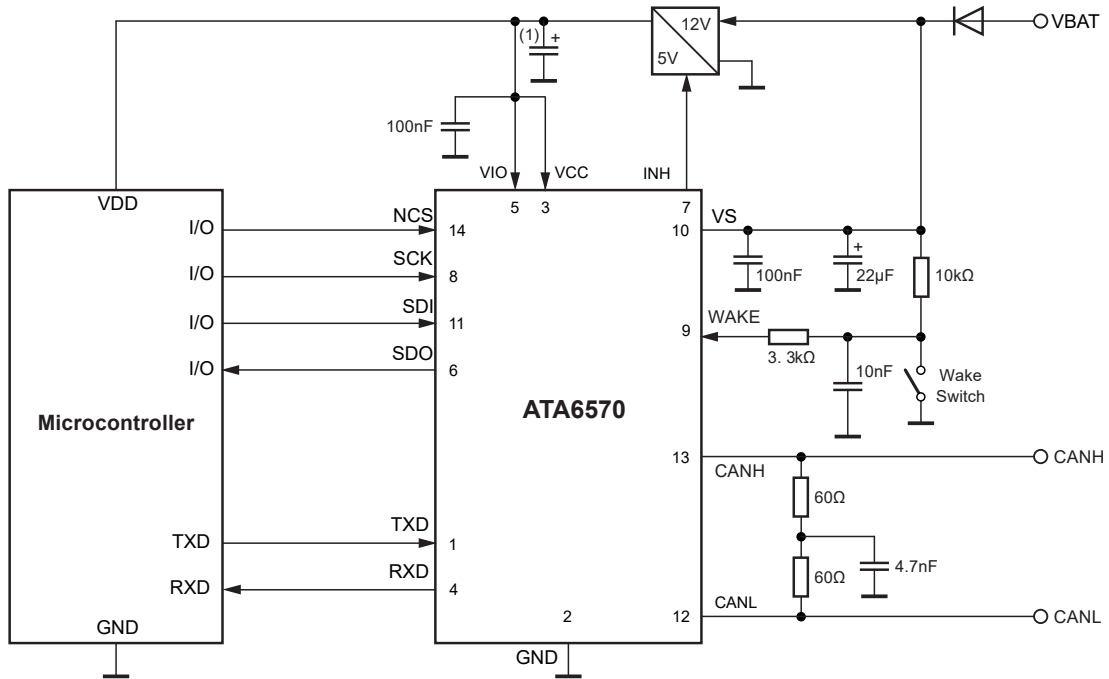 (1)
+
12V
5V
VBAT
100nF
VIO
VCC
INH
VDD
5
3
7
I/O
NCS
14
10
VS
I/O
SCK
8
100nF
+
22µF
10kΩ
I/O
SDI
11
9
WAKE
3. 3kΩ
I/O
SDO
6
10nF
Wake
Switch
Microcontroller
ATA6570
13
CANH
CANH
60Ω
TXD
TXD
1
60Ω
4.7nF
RXD
RXD
4
CANL
12
CANL
GND
2
GND